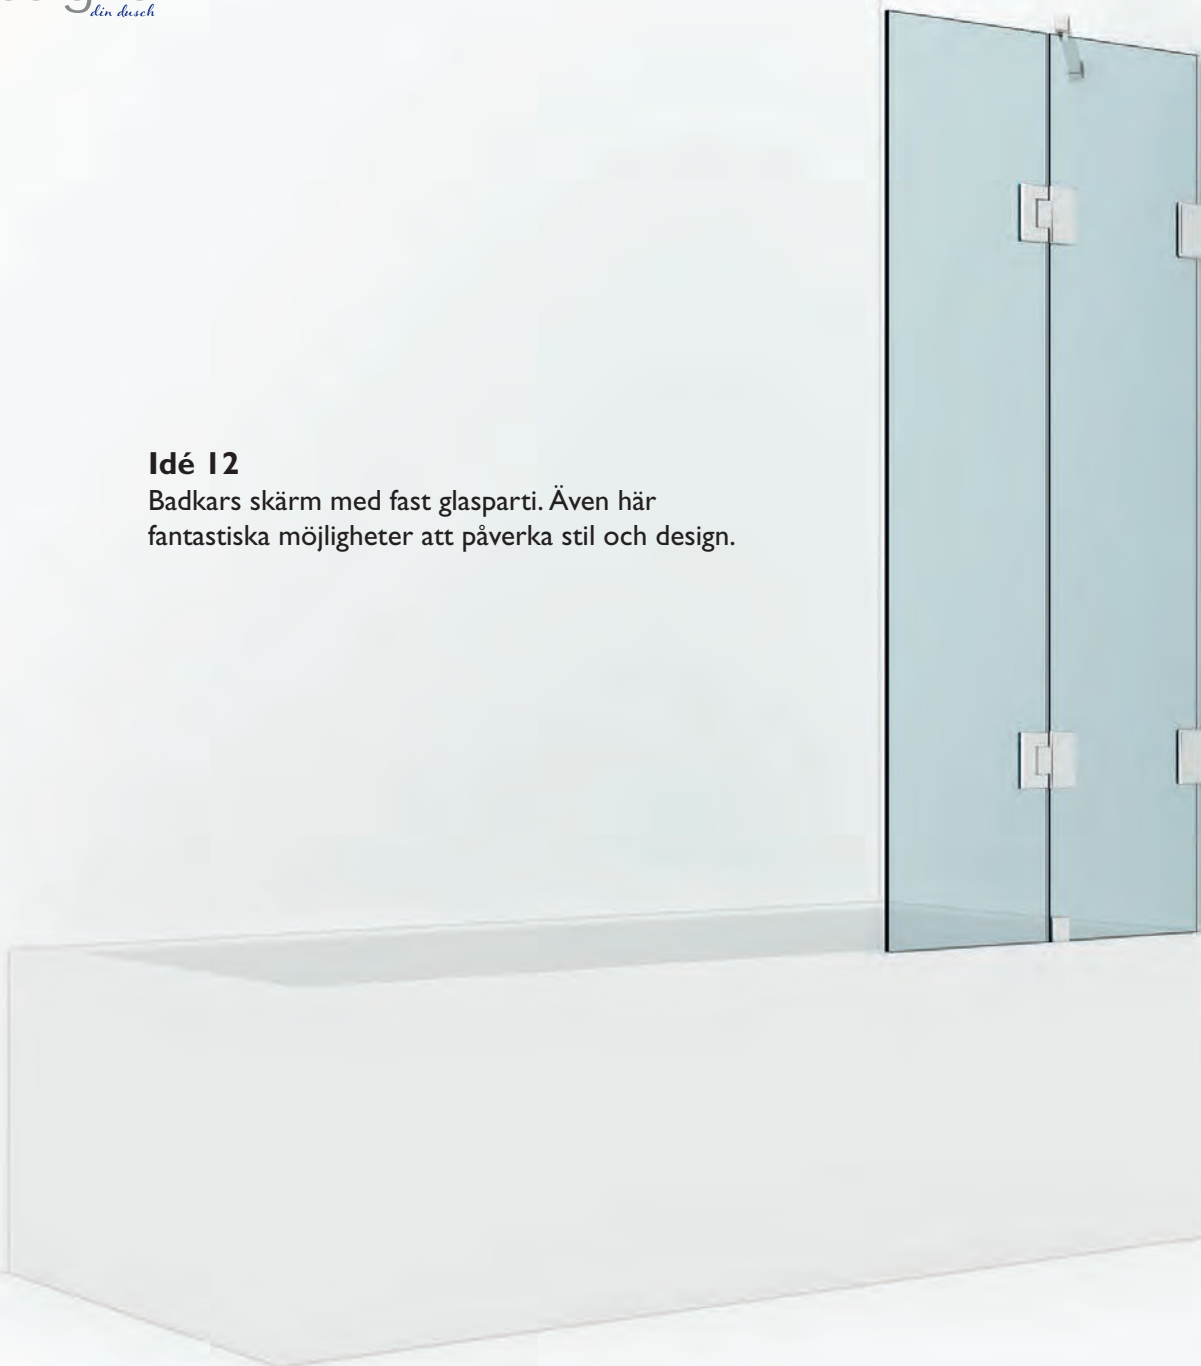 din dusch
Idé 12
Badkars skärm med fast glasparti. Även här
fantastiska möjligheter att påverka stil och design.